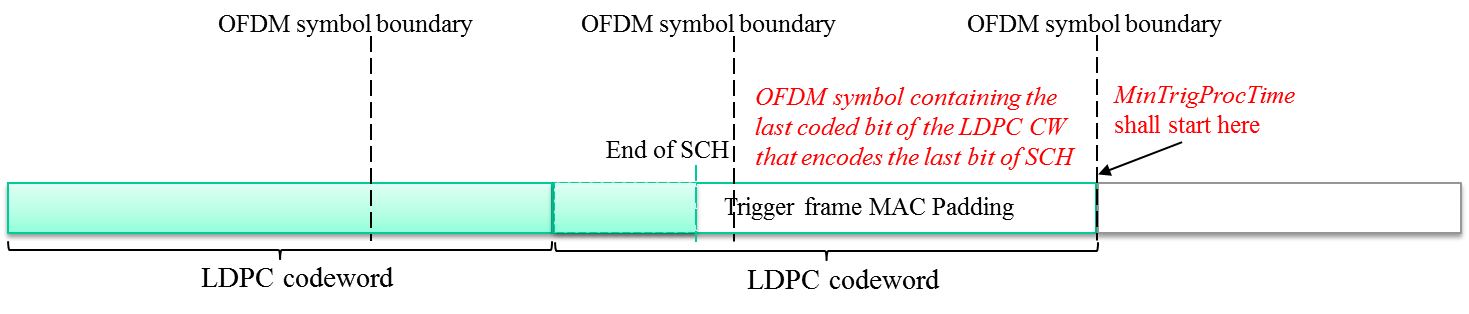 OFDM symbol boundary
OFDM symbol boundary
OFDM symbol boundary
OFDM symbol containing the
last coded bit of the LDPC CW
that encodes the last bit of SCH
MinTrigProcTime
shall start here
End of SCH
Trigger frame MAC Padding
LDPC codeword
LDPC codeword